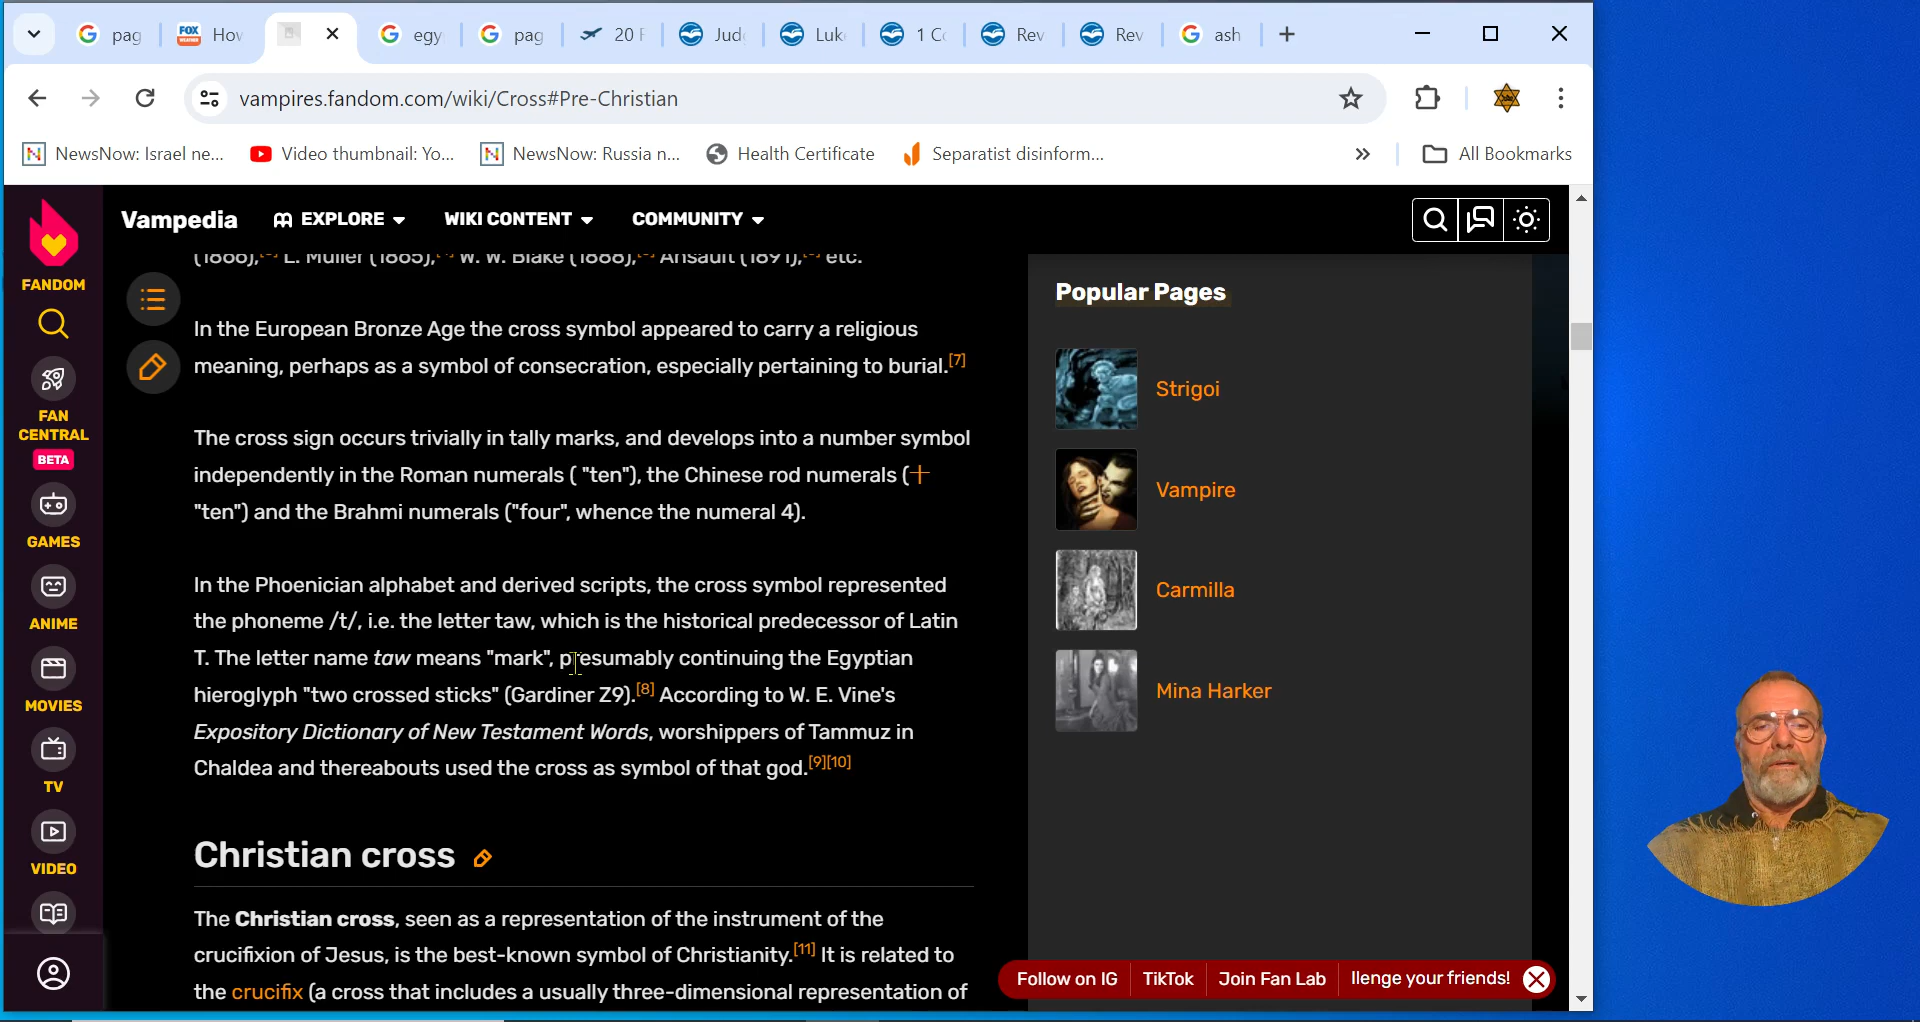 pag
FOX
WEATHER
Hov
egy
pag
20 F
Jud
Luk
1 Co
Rev
Rev
ash
vampires.fandom.com/wiki/Cross#Pre-Christian
NewsNow: Israel ne...
Video thumbnail: Yo...
NewsNow: Russia n...
Health Certificate
Separatist disinform...
All Bookmarks
Vampedia
EXPLORE
WIKI CONTENT
COMMUNITY
FANDOM
FAN
CENTRAL
BETA
GAMES
ANIME
MOVIES
TV
VIDEO
(1866), L. Müller (1865), W. W. Blake (1888), Ansault (1891), etc.
In the European Bronze Age the cross symbol appeared to carry a religious
meaning, perhaps as a symbol of consecration, especially pertaining to burial.[7]
The cross sign occurs trivially in tally marks, and develops into a number symbol
independently in the Roman numerals ( "ten"), the Chinese rod numerals (十
"ten") and the Brahmi numerals ("four", whence the numeral 4).
In the Phoenician alphabet and derived scripts, the cross symbol represented
the phoneme /t/, i.e. the letter taw, which is the historical predecessor of Latin
T. The letter name taw means "mark", presumably continuing the Egyptian
hieroglyph "two crossed sticks" (Gardiner Z9).[8] According to W. E. Vine's
Expository Dictionary of New Testament Words, worshippers of Tammuz in
Chaldea and thereabouts used the cross as symbol of that god.[9][10]
Christian cross
The Christian cross, seen as a representation of the instrument of the
crucifixion of Jesus, is the best-known symbol of Christianity.[11] It is related to
the crucifix (a cross that includes a usually three-dimensional representation of
Popular Pages
Strigoi
Vampire
Carmilla
Mina Harker
Follow on IG
TikTok
Join Fan Lab
llenge your friends!